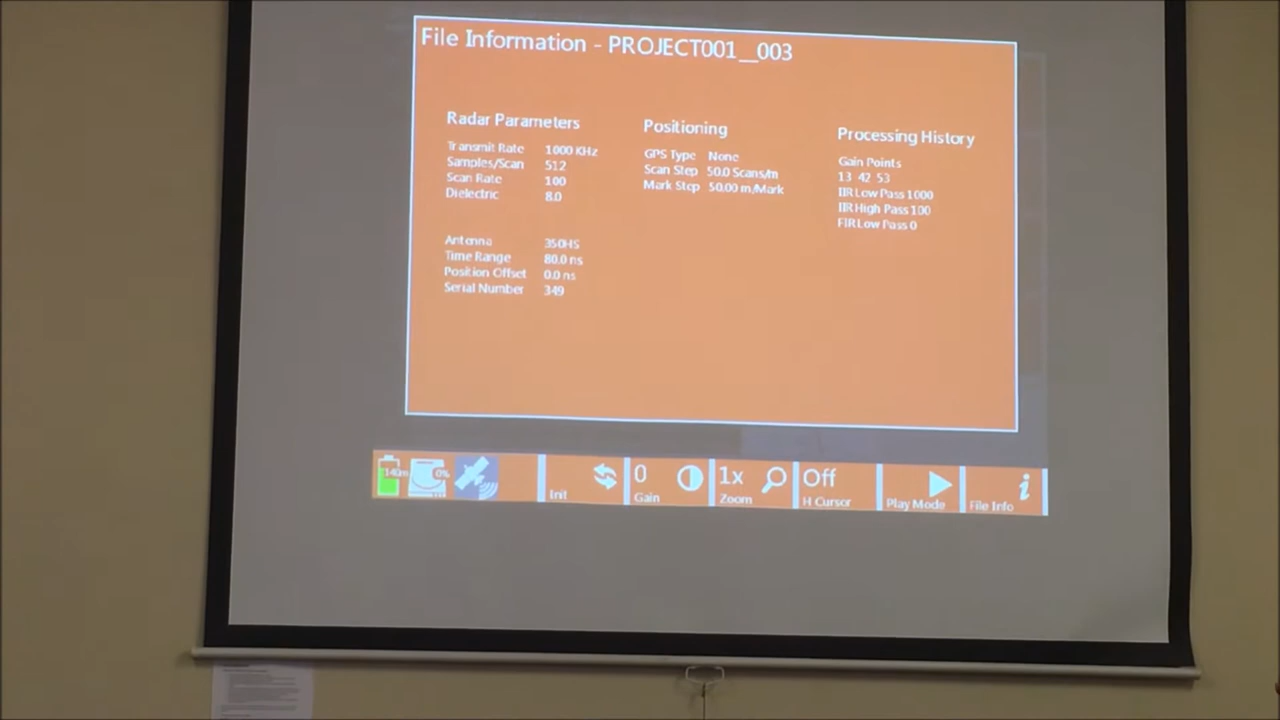 File Information - PROJECT001__003
Radar Parameters
Transmit Rate 1000 KHz
Samples/Scan 512
Scan Rate 100
Dielectric 8.0
Antenna 350HS
Time Range 80.0 ns
Position Offset 0.0 ns
Serial Number 349
Positioning
GPS Type None
Scan Step 50.0 Scans/m
Mark Step 50.00 m/Mark
Processing History
Gain Points
13 42 53
IIR Low Pass 1000
IIR High Pass 100
FIR Low Pass 0
140m
0%
Init
0
Gain
1x
Zoom
Off
H Cursor
Play Mode
i
File Info